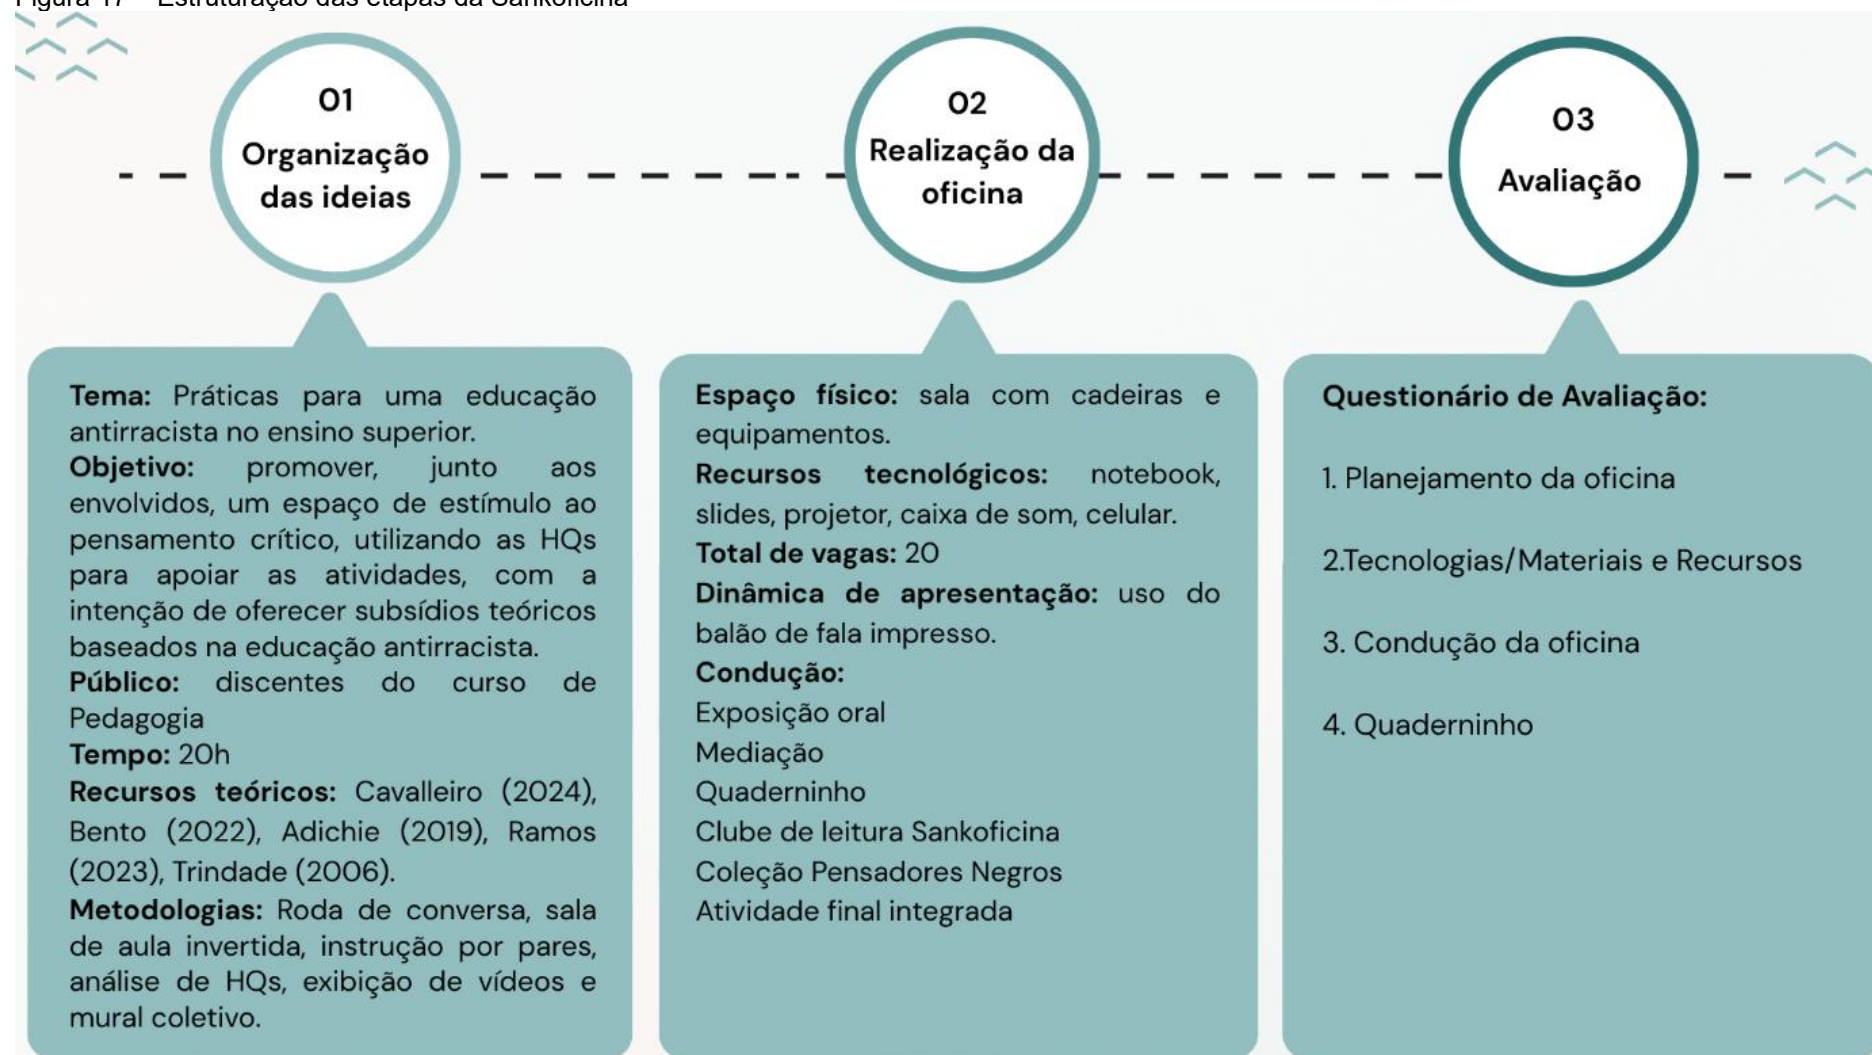 Figura 17 – Estruturação das etapas da Sankoficina
01
Organização
das ideias
02
Realização da
oficina
03
Avaliação
Tema: Práticas para uma educação
antirracista no ensino superior.
Objetivo: promover, junto aos
envolvidos, um espaço de estímulo ao
pensamento crítico, utilizando as HQs
para apoiar as atividades, com a
intenção de oferecer subsídios teóricos
baseados na educação antirracista.
Público: discentes do curso de
Pedagogia
Tempo: 20h
Recursos teóricos: Cavalleiro (2024),
Bento (2022), Adichie (2019), Ramos
(2023), Trindade (2006).
Metodologias: Roda de conversa, sala
de aula invertida, instrução por pares,
análise de HQs, exibição de vídeos e
mural coletivo.
Espaço físico: sala com cadeiras e
equipamentos.
Recursos tecnológicos: notebook,
slides, projetor, caixa de som, celular.
Total de vagas: 20
Dinâmica de apresentação: uso do
balão de fala impresso.
Condução:
Exposição oral
Mediação
Quaderninho
Clube de leitura Sankoficina
Coleção Pensadores Negros
Atividade final integrada
Questionário de Avaliação:
1. Planejamento da oficina
2.Tecnologias/Materiais e Recursos
3. Condução da oficina
4. Quaderninho